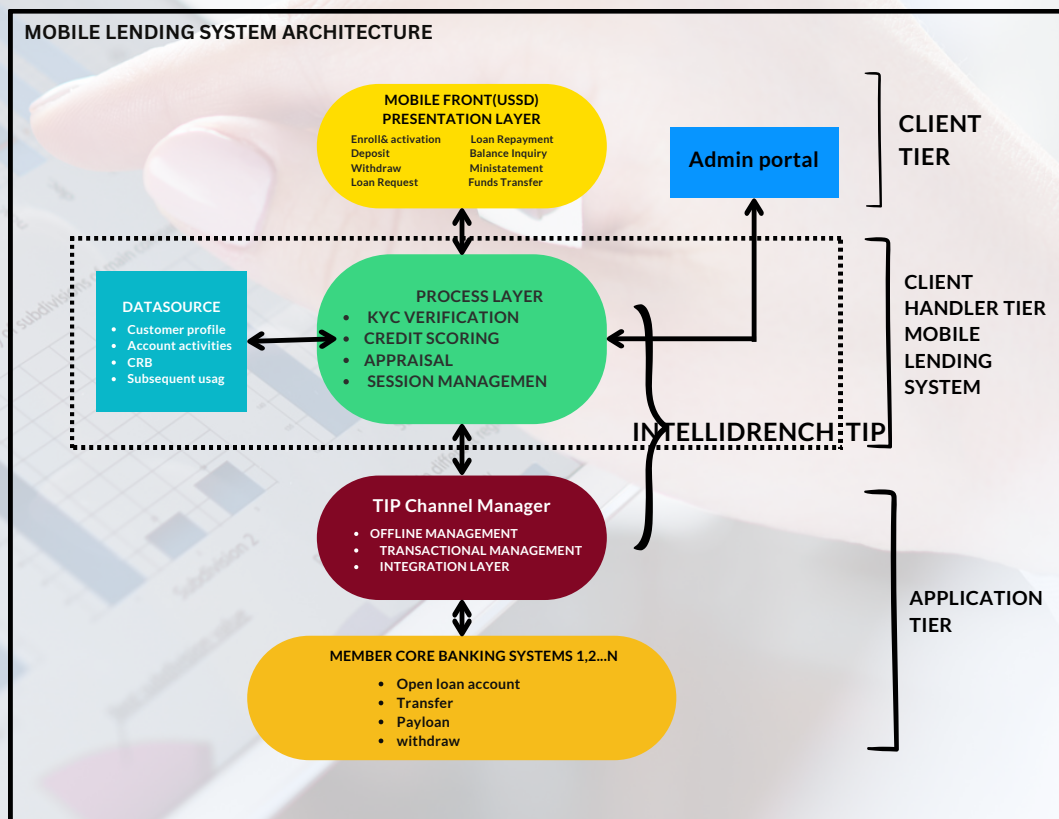 MOBILE LENDING SYSTEM ARCHITECTURE
MOBILE FRONT(USSD)
PRESENTATION LAYER
Enroll& activation Loan Repayment
Deposit Balance Inquiry
Withdraw Ministatement
Loan Request Funds Transfer
Admin portal
CLIENT
TIER
DATASOURCE
• Customer profile
• Account activities
• CRB
• Subsequent usag
PROCESS LAYER
• KYC VERIFICATION
• CREDIT SCORING
• APPRAISAL
• SESSION MANAGEMEN
CLIENT
HANDLER TIER
MOBILE
LENDING
SYSTEM
INTELLIDRENCH TIP
TIP Channel Manager
• OFFLINE MANAGEMENT
• TRANSACTIONAL MANAGEMENT
• INTEGRATION LAYER
APPLICATION
TIER
MEMBER CORE BANKING SYSTEMS 1,2...N
• Open loan account
• Transfer
• Payloan
• withdraw
Subdivision 2